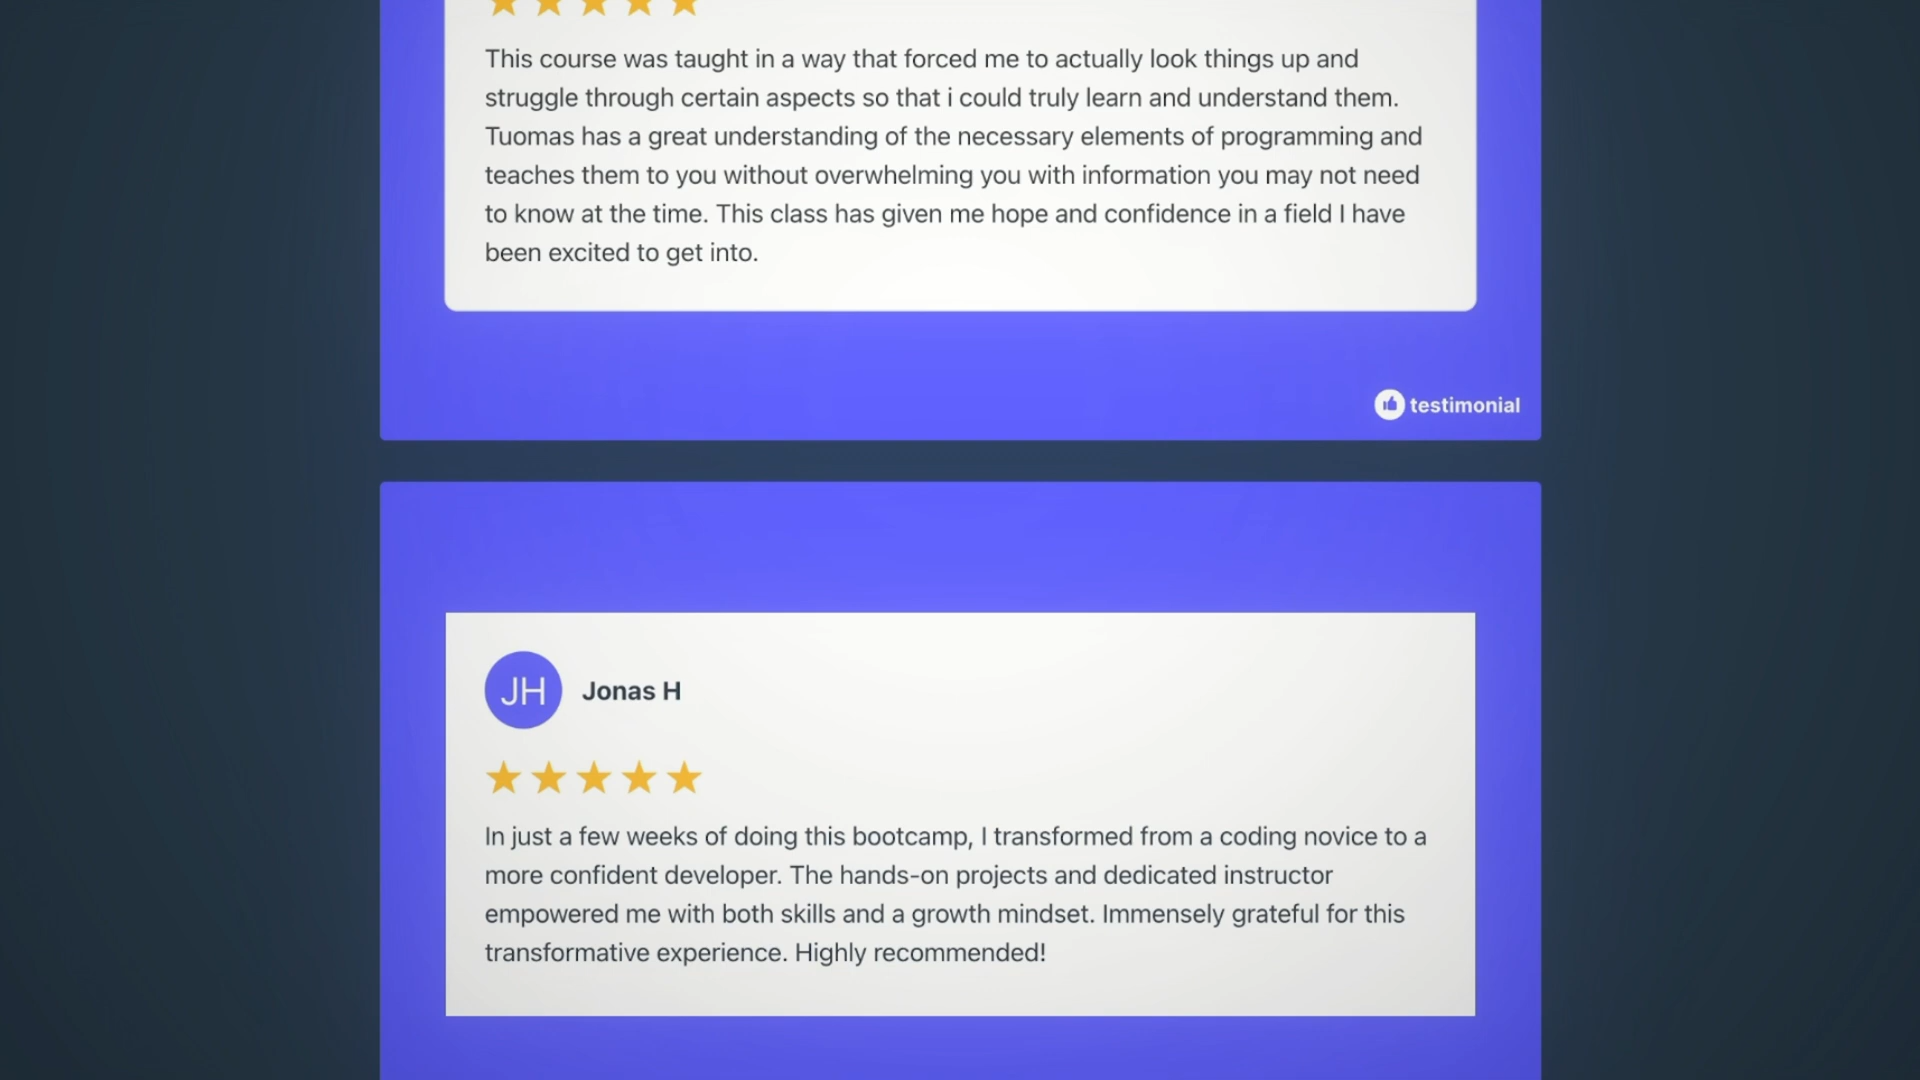 This course was taught in a way that forced me to actually look things up and
struggle through certain aspects so that i could truly learn and understand them.
Tuomas has a great understanding of the necessary elements of programming and
teaches them to you without overwhelming you with information you may not need
to know at the time. This class has given me hope and confidence in a field I have
been excited to get into.
testimonial
JH Jonas H
In just a few weeks of doing this bootcamp, I transformed from a coding novice to a
more confident developer. The hands-on projects and dedicated instructor
empowered me with both skills and a growth mindset. Immensely grateful for this
transformative experience. Highly recommended!